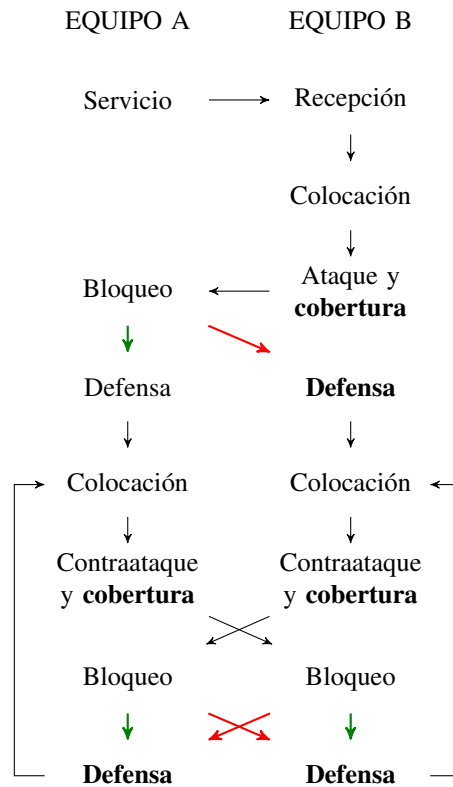 EQUIPO A EQUIPO B
Servicio Recepción
Colocación
Bloqueo Ataque y
cobertura
Defensa Defensa
Colocación Colocación
Contraataque Contraataque
y cobertura y cobertura
Bloqueo Bloqueo
Defensa Defensa